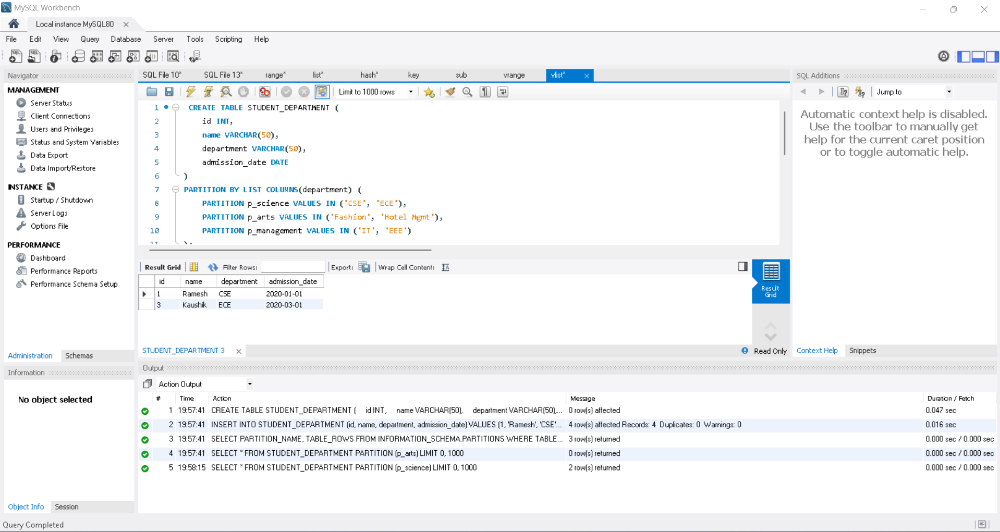 MySQL Workbench
Local instance MySQL80
File Edit View Query Database Server Tools Scripting Help
Navigator
MANAGEMENT
Server Status
Client Connections
Users and Privileges
Status and System Variables
Data Export
Data Import/Restore
INSTANCE
Startup / Shutdown
Server Logs
Options File
PERFORMANCE
Dashboard
Performance Reports
Performance Schema Setup
Administration Schemas
Information
No object selected
Object Info Session
SQL File 10* SQL File 13* range* list* hash* key sub vrange vlist*
Limit to 1000 rows
1 CREATE TABLE STUDENT_DEPARTMENT (
2 id INT,
3 name VARCHAR(50),
4 department VARCHAR(50),
5 admission_date DATE
6 )
7 PARTITION BY LIST COLUMNS(department) (
8 PARTITION p_science VALUES IN ('CSE', 'ECE'),
9 PARTITION p_arts VALUES IN ('Fashion', 'Hotel Mgmt'),
10 PARTITION p_management VALUES IN ('IT', 'EEE')
11 );
Result Grid Filter Rows: Export: Wrap Cell Content:
id name department admission_date
1 Ramesh CSE 2020-01-01
3 Kaushik ECE 2020-03-01
Result
Grid
STUDENT_DEPARTMENT 3
Read Only
SQL Additions
Jump to
Automatic context help is disabled.
Use the toolbar to manually get
help for the current caret position
or to toggle automatic help.
Context Help Snippets
Output
Action Output
# Time Action Message Duration / Fetch
1 19:57:41 CREATE TABLE STUDENT_DEPARTMENT ( id INT, name VARCHAR(50), department VARCHAR(50),... 0 row(s) affected 0.047 sec
2 19:57:41 INSERT INTO STUDENT_DEPARTMENT (id, name, department, admission_date) VALUES (1, 'Ramesh', 'CSE'... 4 row(s) affected Records: 4 Duplicates: 0 Warnings: 0 0.016 sec
3 19:57:41 SELECT PARTITION_NAME, TABLE_ROWS FROM INFORMATION_SCHEMA.PARTITIONS WHERE TABLE... 3 row(s) returned 0.000 sec / 0.000 sec
4 19:57:41 SELECT * FROM STUDENT_DEPARTMENT PARTITION (p_arts) LIMIT 0, 1000 0 row(s) returned 0.000 sec / 0.000 sec
5 19:58:15 SELECT * FROM STUDENT_DEPARTMENT PARTITION (p_science) LIMIT 0, 1000 2 row(s) returned 0.000 sec / 0.000 sec
Query Completed